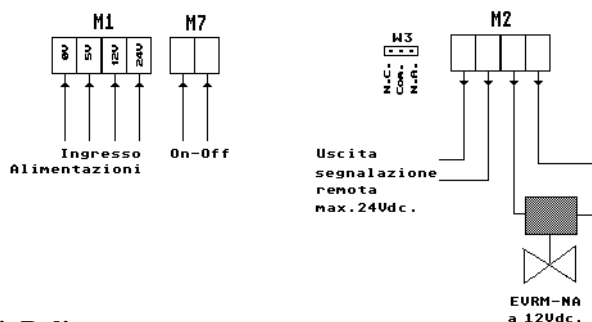 M1
M7
M2
W3
0V
5V
12V
24V
N.C.
Com.
N.A.
Ingresso
Alimentazioni
On-Off
Uscita
segnalazione
remota
max.24Vdc.
EVRM-NA
a 12Vdc.